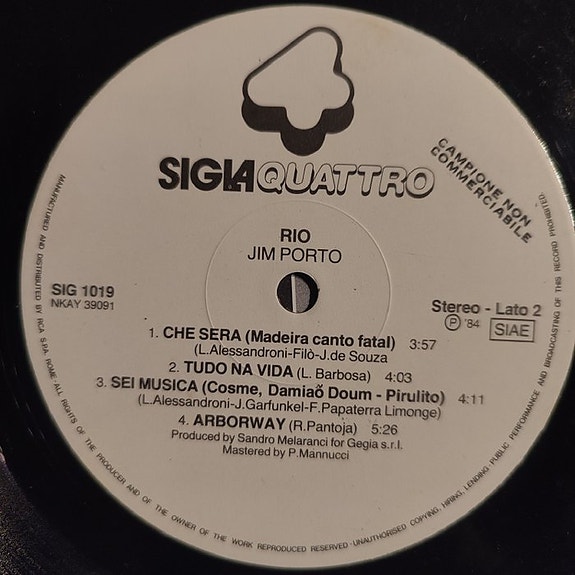 SIGLAQUATTRO
CAMPIONE NON
COMMERCIABILE
RIO
JIM PORTO
SIG 1019
NKAY 39091
Stereo - Lato 2
Ⓟ '84 SIAE
1. CHE SERA (Madeira canto fatal) 3:57
(L.Alessandroni-Filò-J.de Souza
2. TUDO NA VIDA (L. Barbosa) 4:03
3. SEI MUSICA (Cosme, Damiaõ Doum - Pirulito) 4:11
(L.Alessandroni-J.Garfunkel-F.Papaterra Limonge)
4. ARBORWAY (R.Pantoja) 5:26
Produced by Sandro Melaranci for Gegia s.r.l.
Mastered by P.Mannucci
MANUFACTURED AND DISTRIBUTED BY RCA S.P.A. ROME ALL RIGHTS OF THE PRODUCER AND OF THE OWNER OF THE WORK REPRODUCED RESERVED - UNAUTHORISED COPYING, HIRING, LENDING PUBLIC PERFORMANCE AND BROADCASTING OF THIS RECORD PROHIBITED.